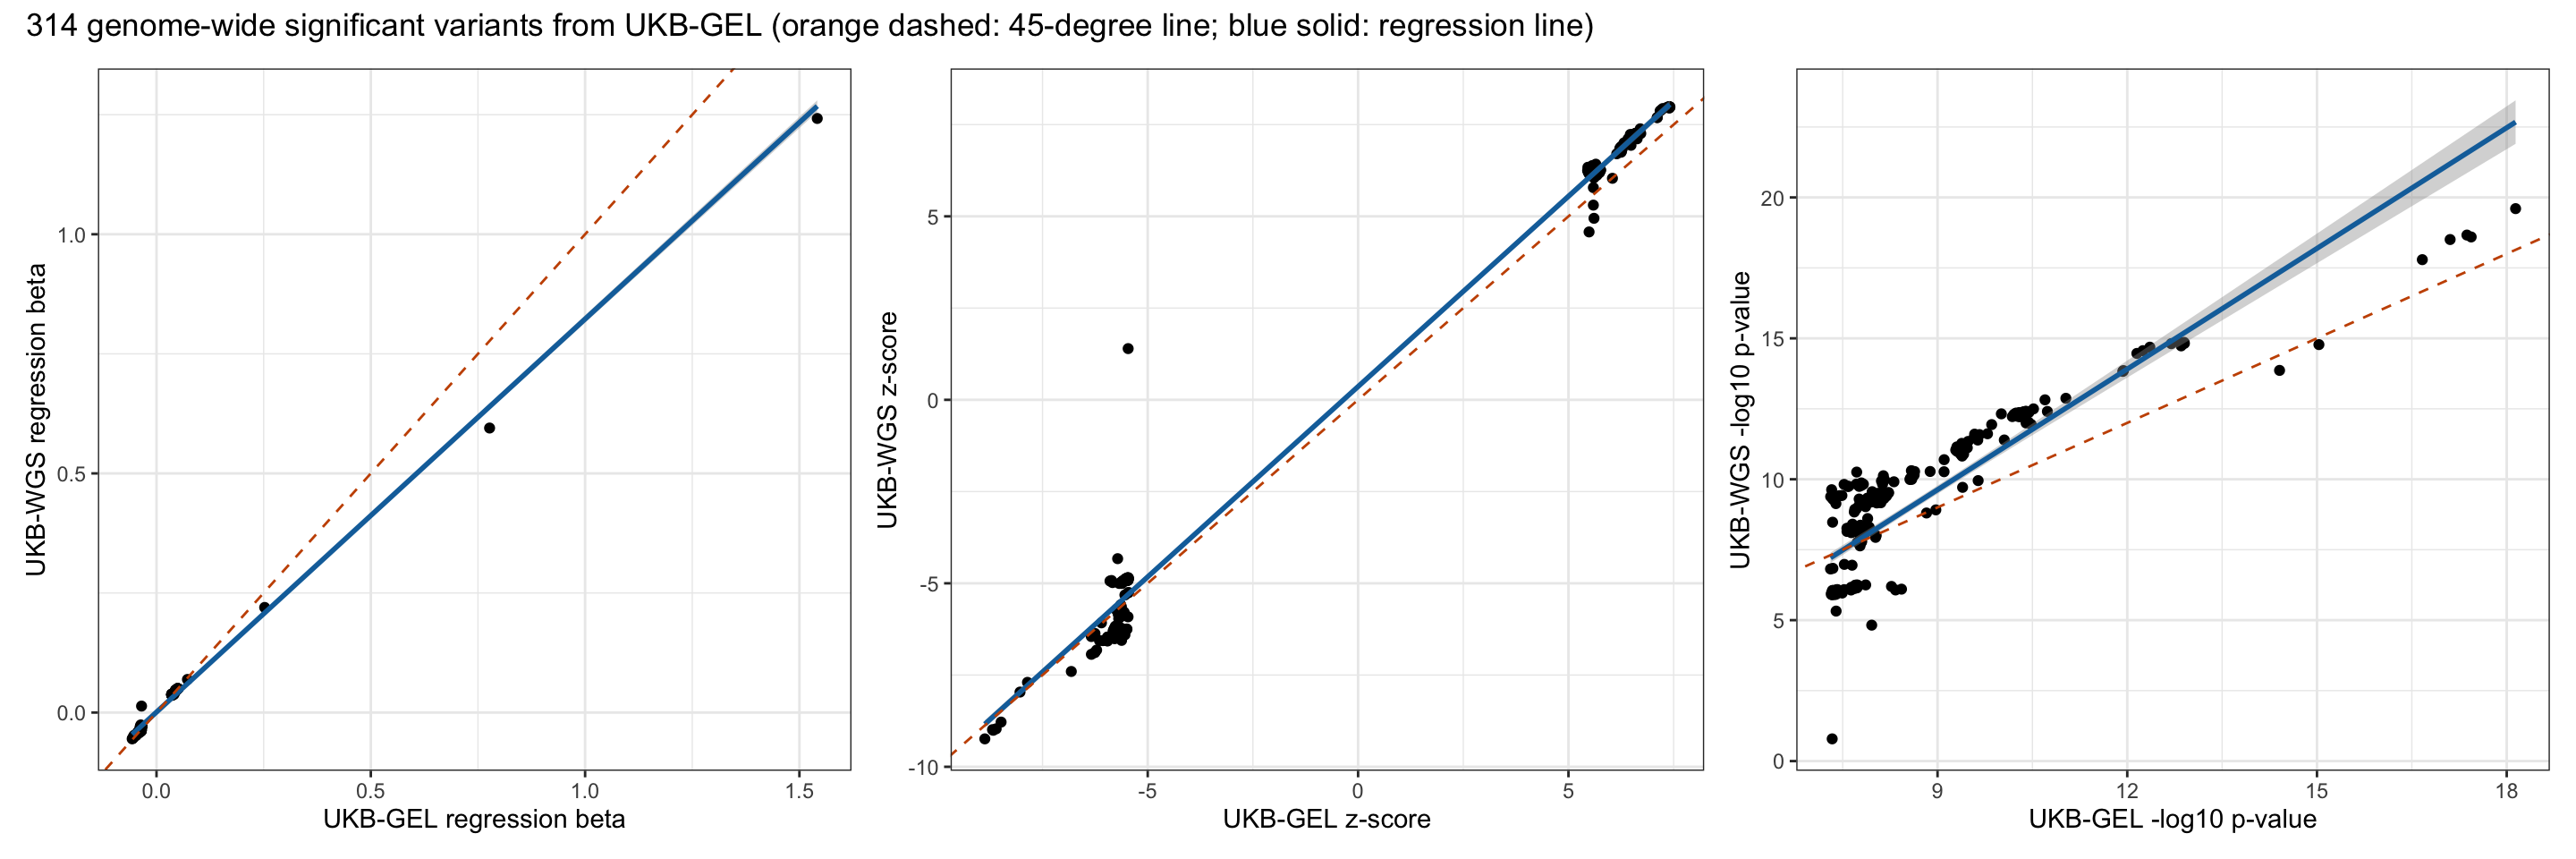 314 genome-wide significant variants from UKB-GEL (orange dashed: 45-degree line; blue solid: regression line)
UKB-WGS regression beta
1.0
0.5
0.0
0.0 0.5 1.0 1.5
UKB-GEL regression beta
UKB-WGS z-score
5
0
-5
-10
-5 0 5
UKB-GEL z-score
UKB-WGS -log10 p-value
20
15
10
5
0
9 12 15 18
UKB-GEL -log10 p-value